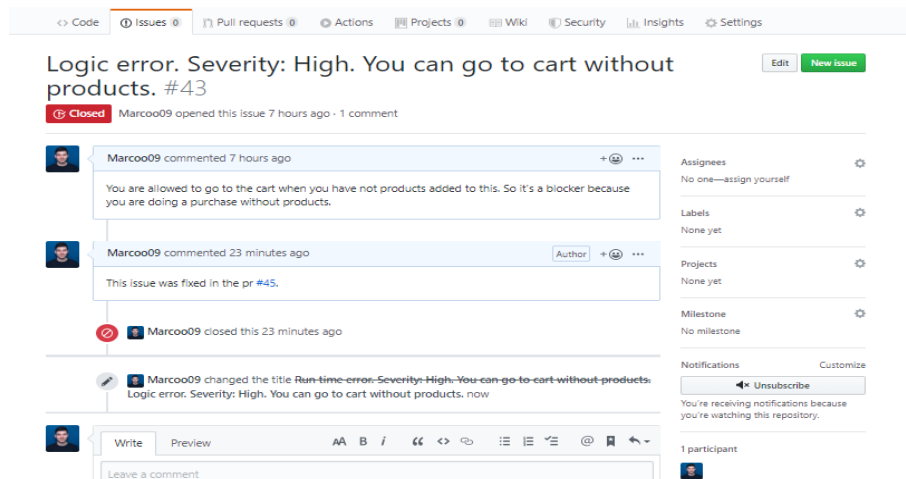 Code Issues 0 Pull requests 0 Actions Projects 0 Wiki Security Insights Settings
Logic error. Severity: High. You can go to cart without
products. #43
Edit New issue
Closed Marcoo09 opened this issue 7 hours ago · 1 comment
Marcoo09 commented 7 hours ago
You are allowed to go to the cart when you have not products added to this. So it's a blocker because
you are doing a purchase without products.
Marcoo09 commented 23 minutes ago Author
This issue was fixed in the pr #45.
Marcoo09 closed this 23 minutes ago
Marcoo09 changed the title Run time error. Severity: High. You can go to cart without products.
Logic error. Severity: High. You can go to cart without products. now
Write Preview AA B i
Leave a comment
Assignees
No one—assign yourself
Labels
None yet
Projects
None yet
Milestone
No milestone
Notifications Customize
Unsubscribe
You're receiving notifications because
you're watching this repository.
1 participant